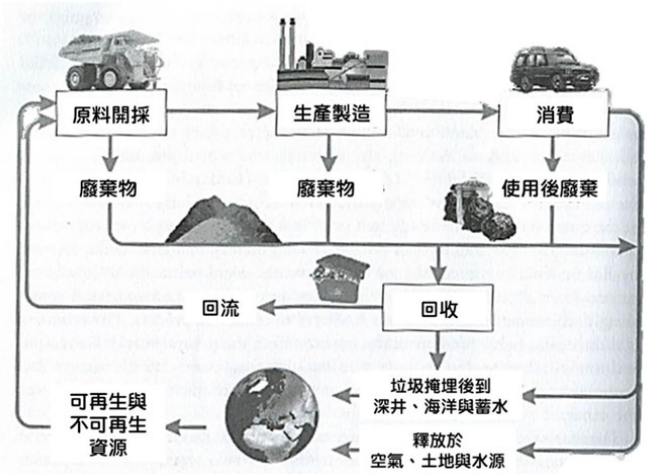 原料開採
生產製造
消費
廢棄物
廢棄物
使用後廢棄
回流
回收
可再生與
不可再生
資源
垃圾掩埋後到
深井、海洋與蓄水
釋放於
空氣、土地與水源